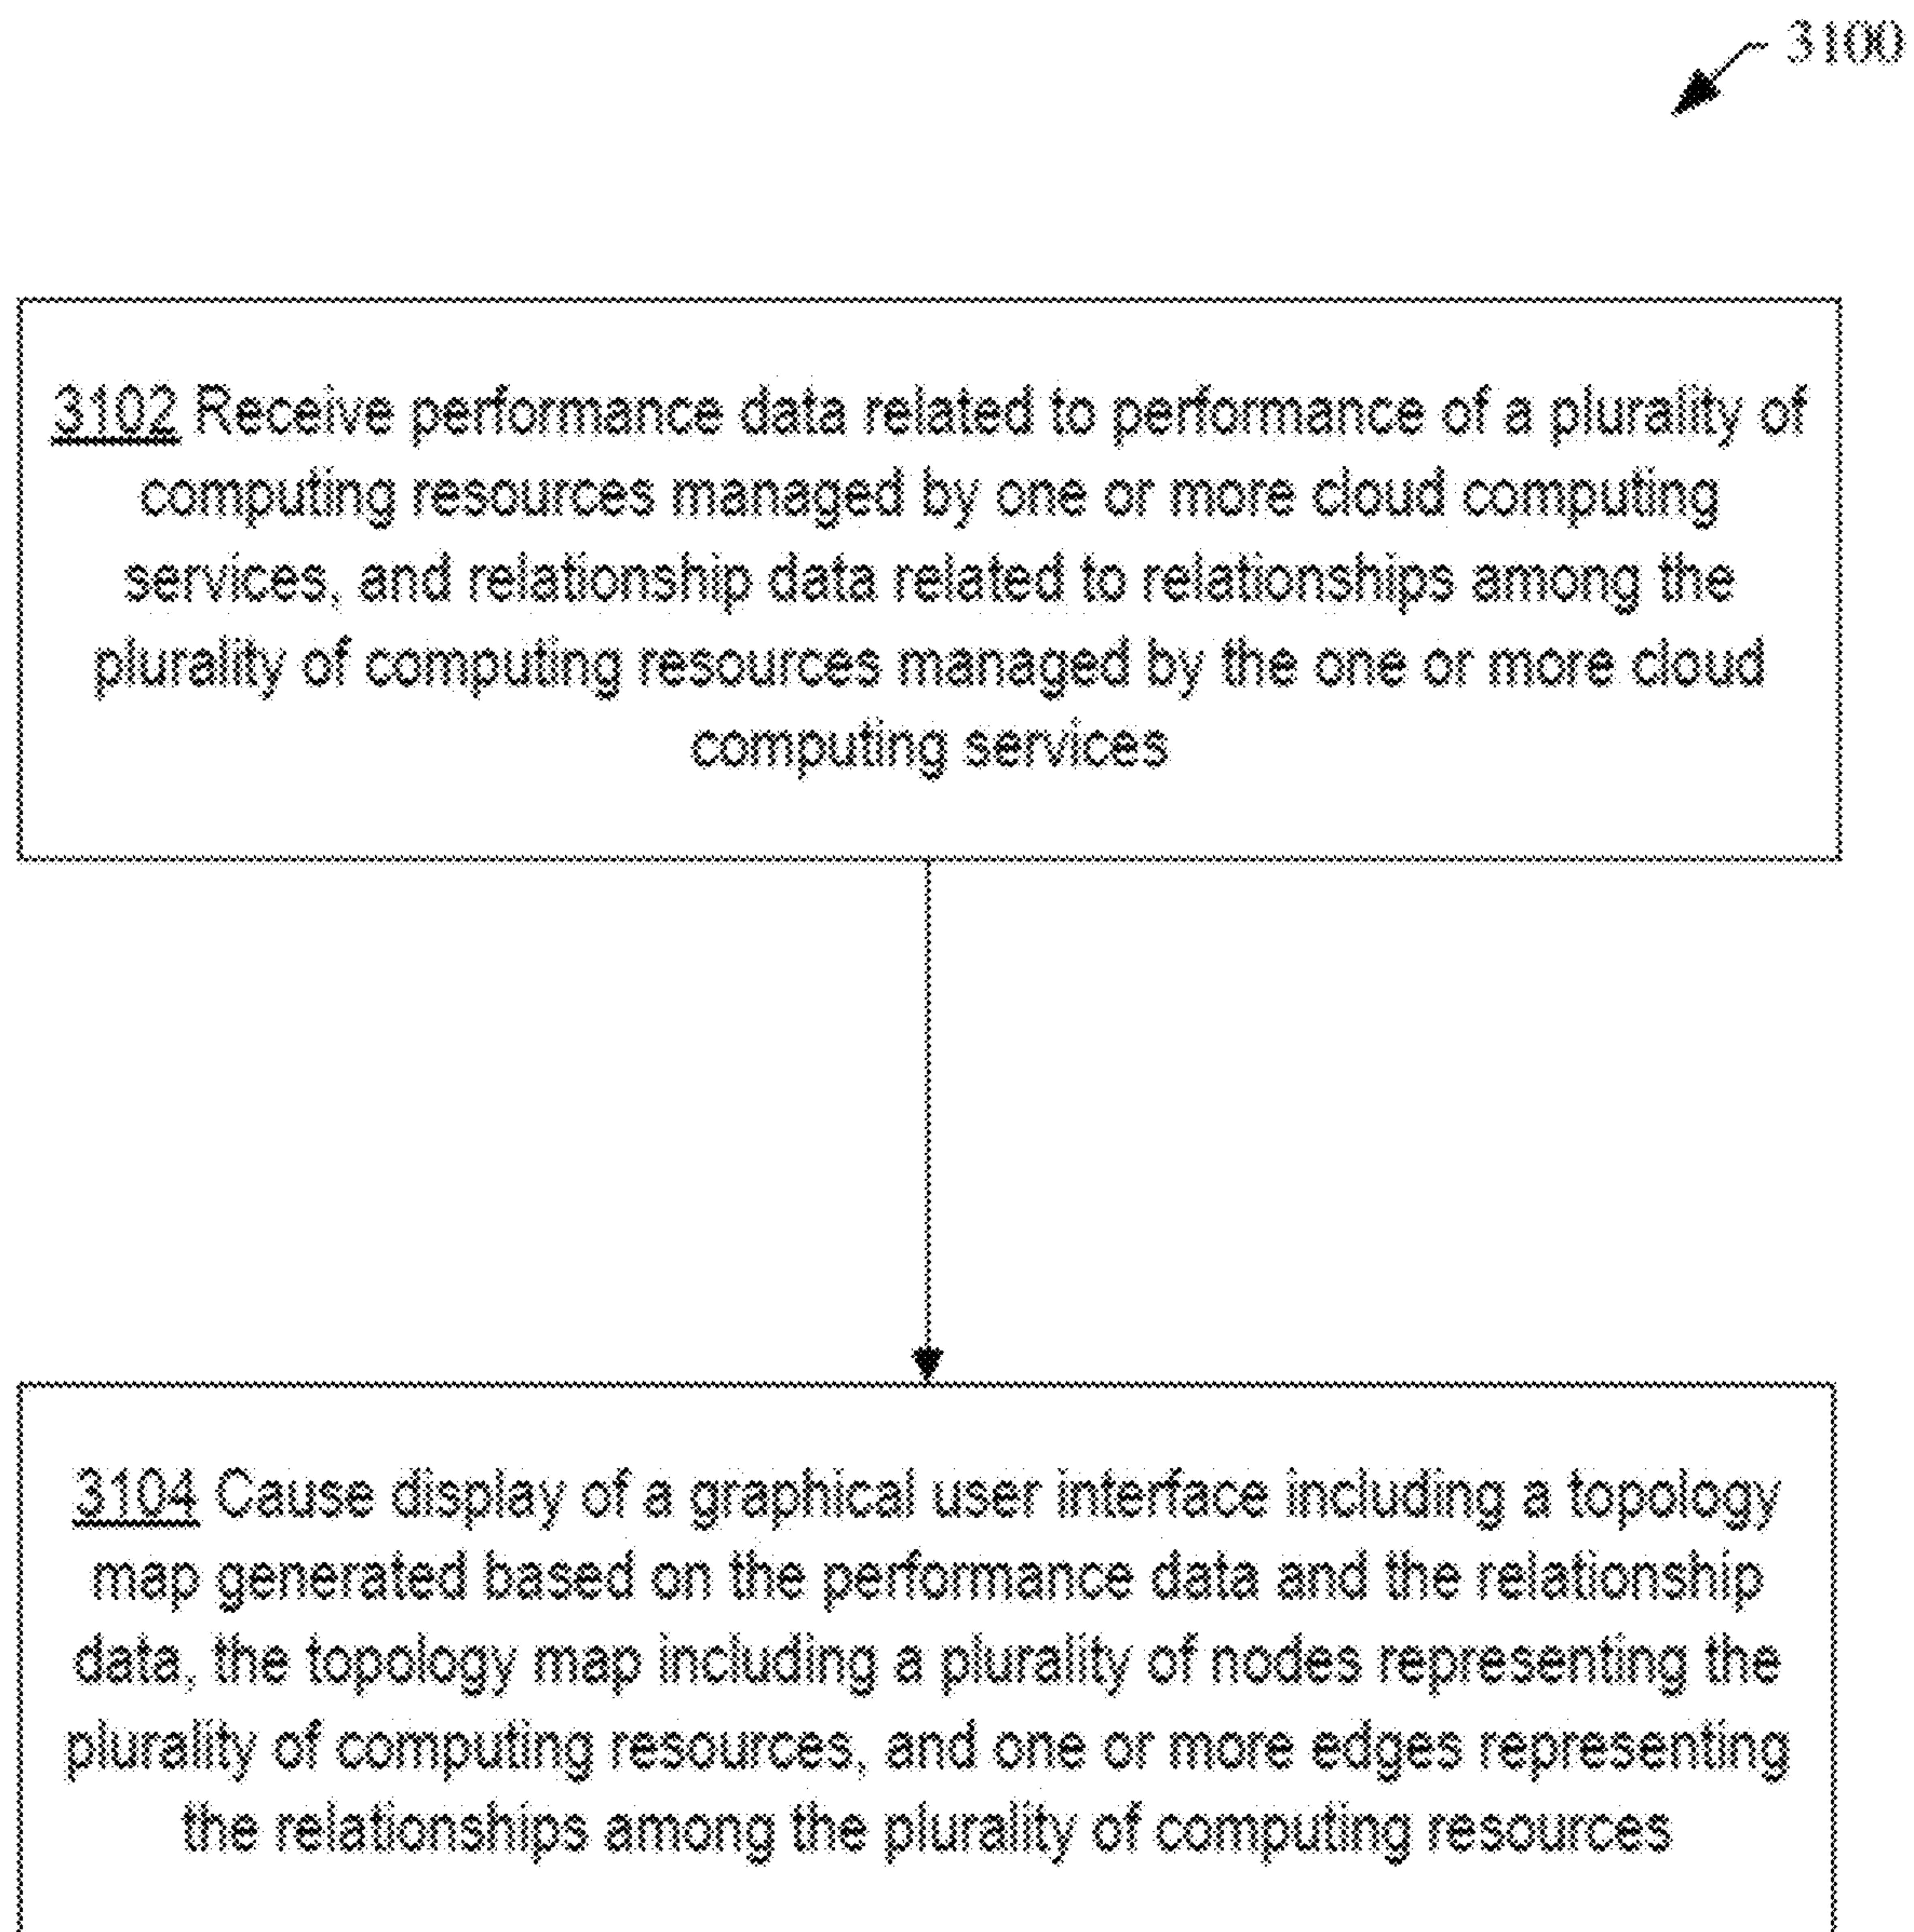 3100
3102 Receive performance data related to performance of a plurality of
computing resources managed by one or more cloud computing
services, and relationship data related to relationships among the
plurality of computing resources managed by the one or more cloud
computing services
3104 Cause display of a graphical user interface including a topology
map generated based on the performance data and the relationship
data, the topology map including a plurality of nodes representing the
plurality of computing resources, and one or more edges representing
the relationships among the plurality of computing resources